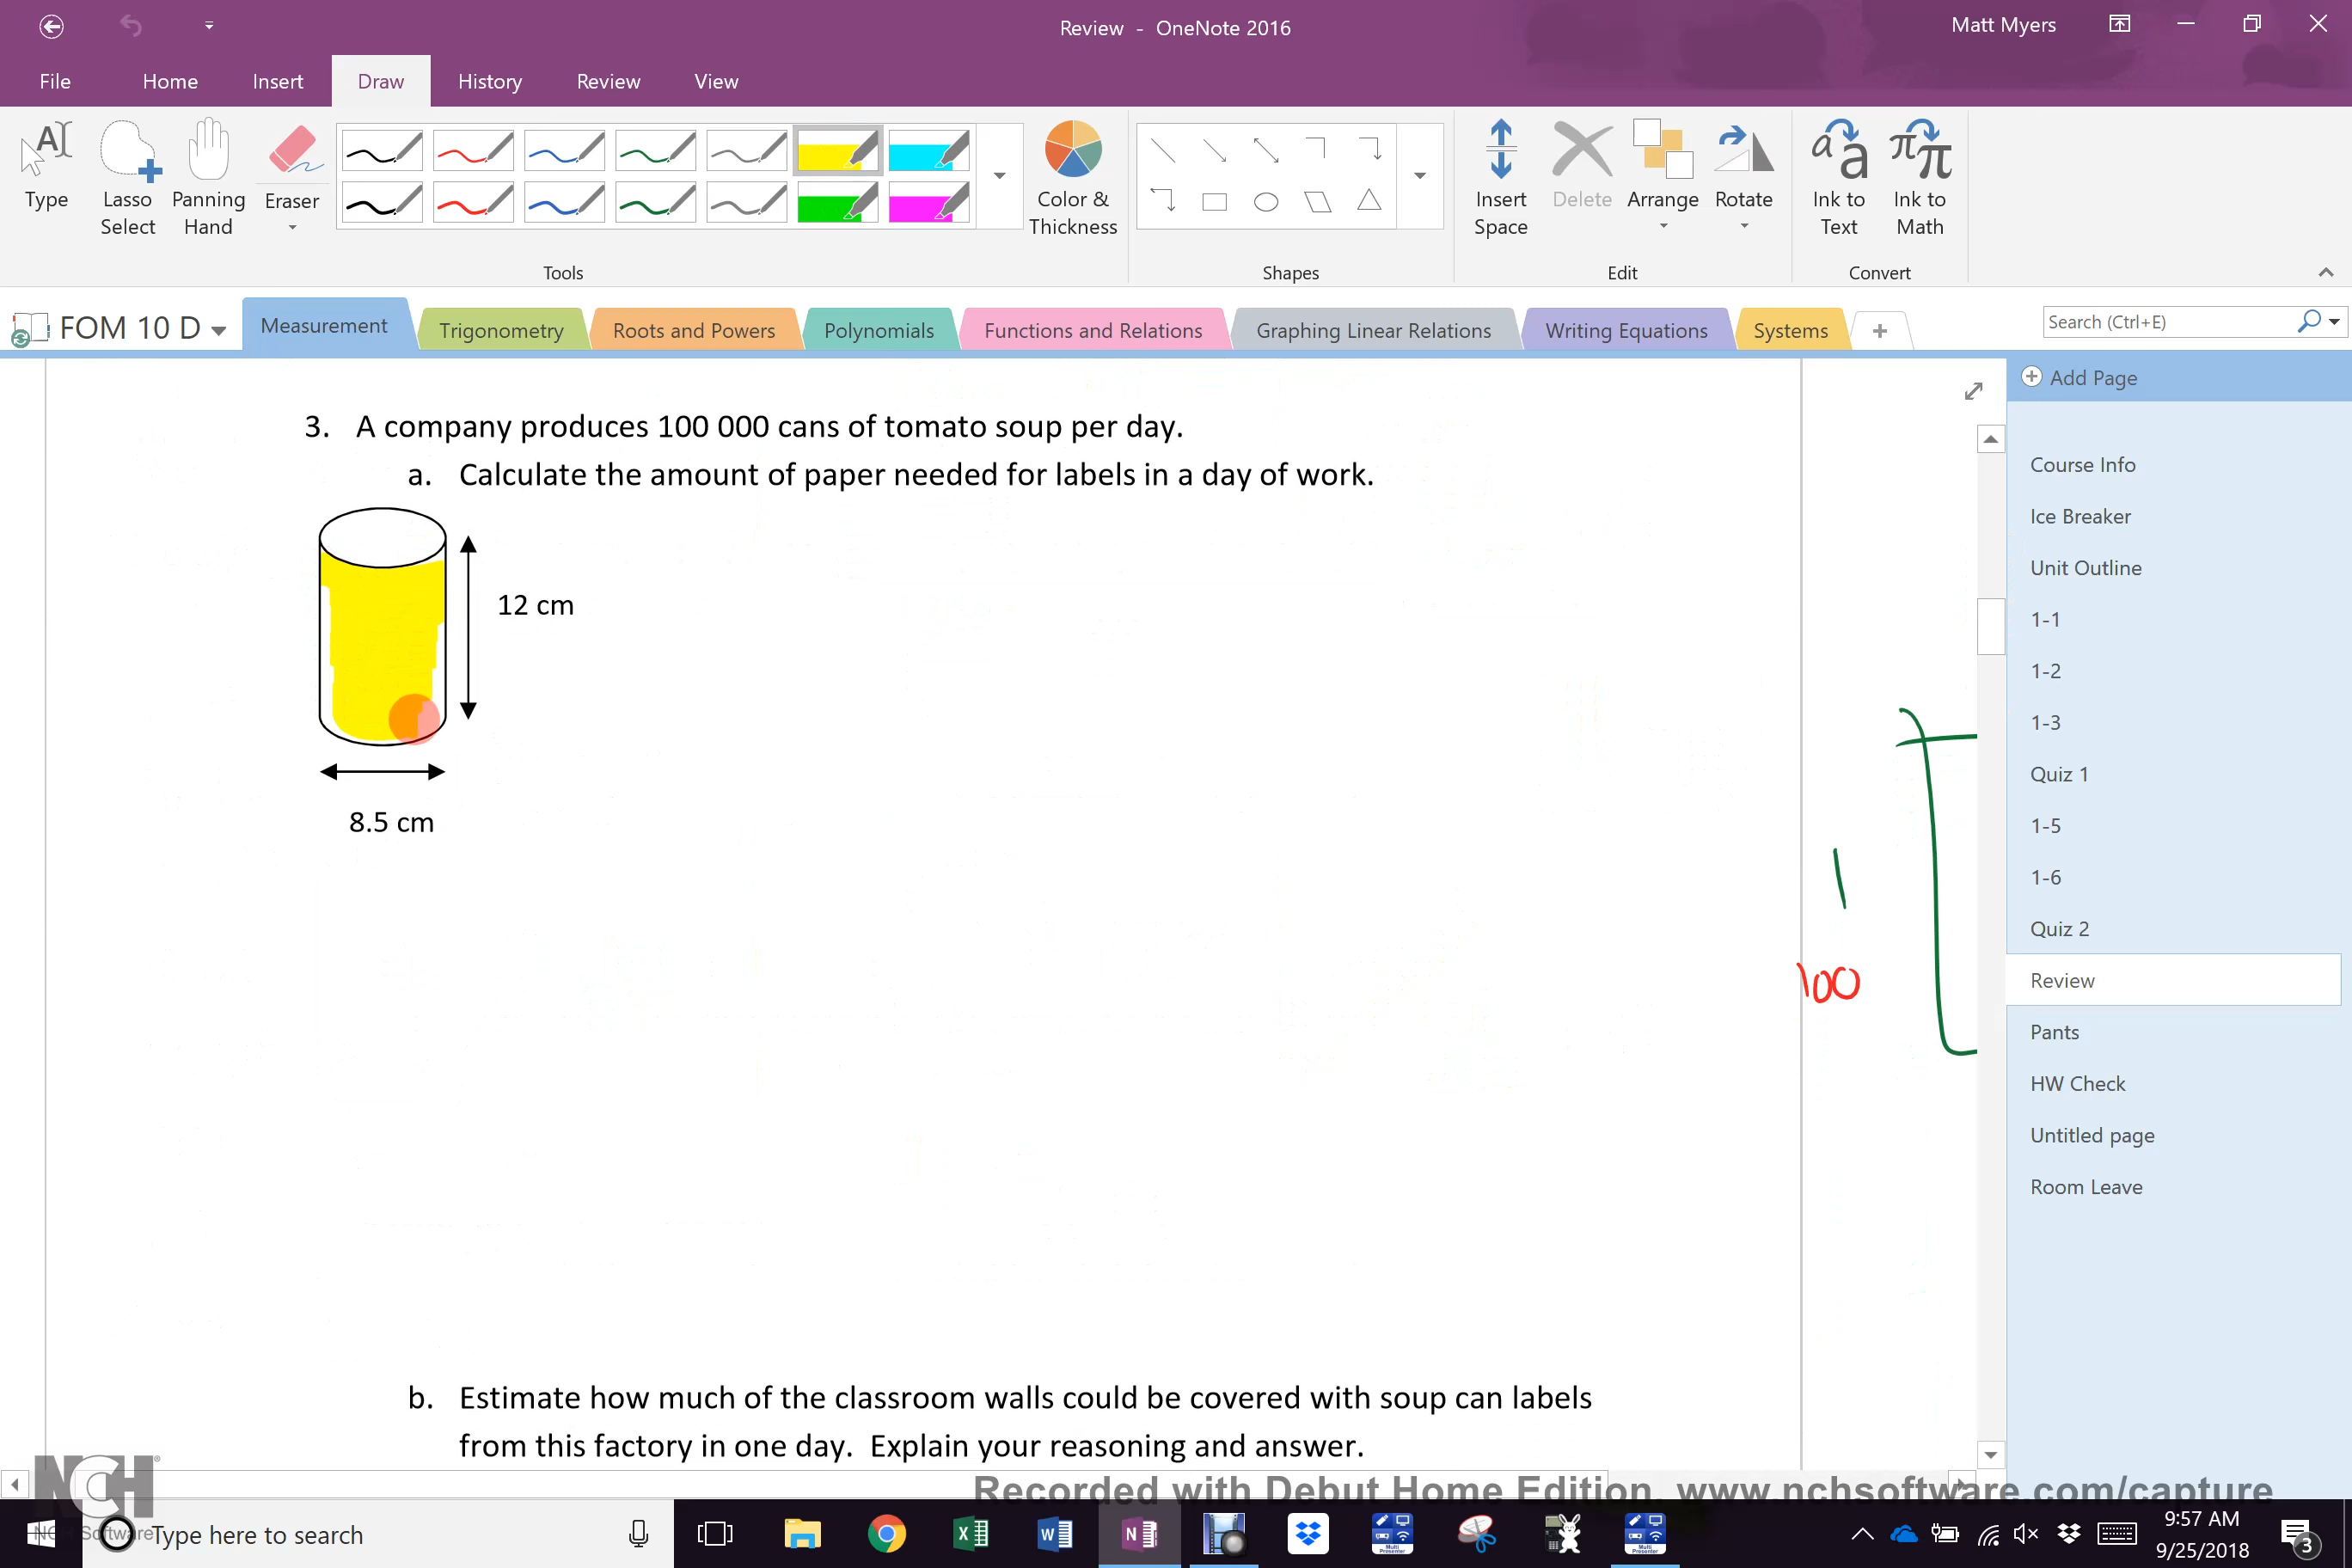 Review - OneNote 2016
Matt Myers
File Home Insert Draw History Review View
Type
Lasso Select
Panning Hand
Eraser
Color & Thickness
Insert Space
Delete
Arrange
Rotate
Ink to Text
Ink to Math
Tools
Shapes
Edit
Convert
FOM 10 D
Measurement
Trigonometry
Roots and Powers
Polynomials
Functions and Relations
Graphing Linear Relations
Writing Equations
Systems
Search (Ctrl+E)
Add Page
3. A company produces 100 000 cans of tomato soup per day.
a. Calculate the amount of paper needed for labels in a day of work.
12 cm
8.5 cm
100
b. Estimate how much of the classroom walls could be covered with soup can labels
from this factory in one day. Explain your reasoning and answer.
Course Info
Ice Breaker
Unit Outline
1-1
1-2
1-3
Quiz 1
1-5
1-6
Quiz 2
Review
Pants
HW Check
Untitled page
Room Leave
NCH
NCH Software
Recorded with Debut Home Edition. www.nchsoftware.com/capture
Type here to search
9:57 AM
9/25/2018
3